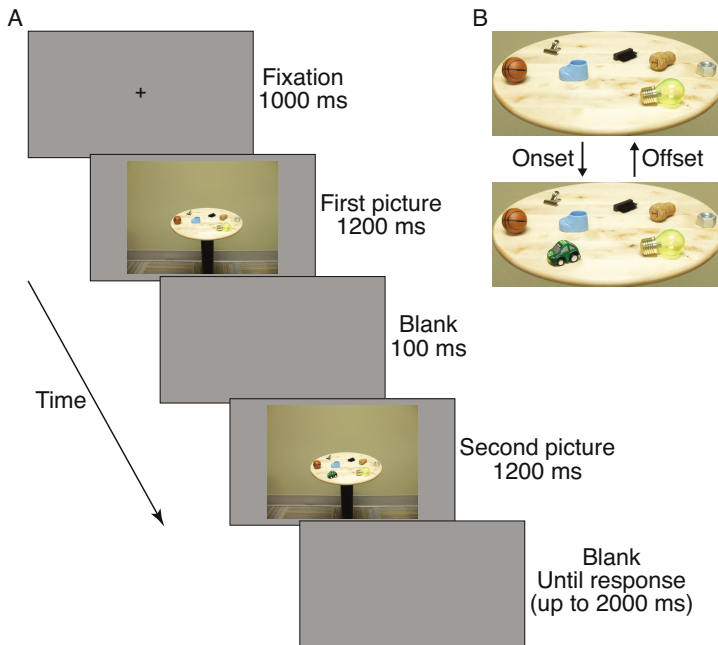 A
Fixation
1000 ms
First picture
1200 ms
Blank
100 ms
Time
Second picture
1200 ms
Blank
Until response
(up to 2000 ms)
B
Onset
Offset